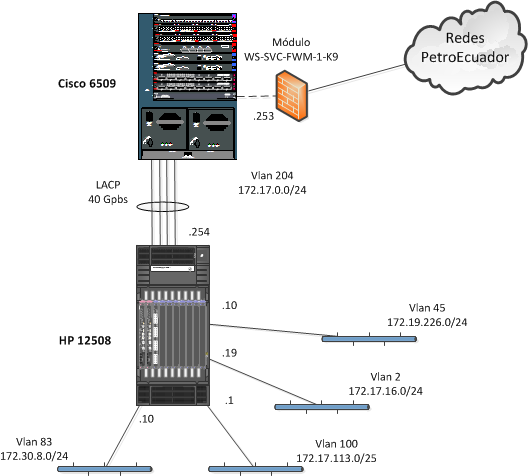 Redes
PetroEcuador
Módulo
WS-SVC-FWM-1-K9
Cisco 6509
.253
Vlan 204
172.17.0.0/24
LACP
40 Gpbs
.254
HP 12508
.10
Vlan 45
172.19.226.0/24
.19
Vlan 2
172.17.16.0/24
.1
.10
Vlan 83
172.30.8.0/24
Vlan 100
172.17.113.0/25